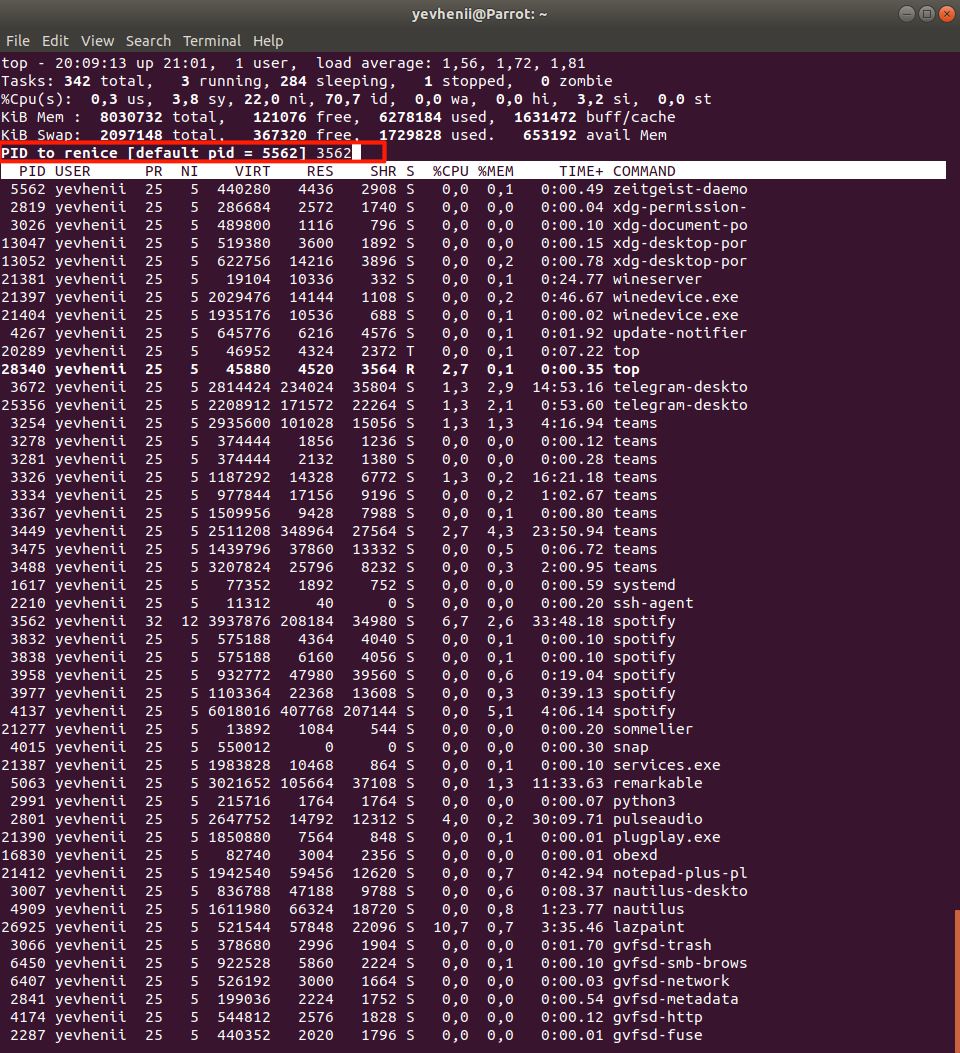 yevhenii@Parrot: ~
File Edit View Search Terminal Help
top - 20:09:13 up 21:01,  1 user,  load average: 1,56, 1,72, 1,81
Tasks: 342 total,   3 running, 284 sleeping,   1 stopped,   0 zombie
%Cpu(s):  0,3 us,  3,8 sy, 22,0 ni, 70,7 id,  0,0 wa,  0,0 hi,  3,2 si,  0,0 st
KiB Mem :  8030732 total,   121076 free,  6278184 used,  1631472 buff/cache
KiB Swap:  2097148 total,   367320 free,  1729828 used.   653192 avail Mem
PID to renice [default pid = 5562] 3562
PID USER PR NI VIRT RES SHR S %CPU %MEM TIME+ COMMAND
5562 yevhenii 25 5 440280 4436 2908 S 0,0 0,1 0:00.49 zeitgeist-daemo
2819 yevhenii 25 5 286684 2572 1740 S 0,0 0,0 0:00.04 xdg-permission-
3026 yevhenii 25 5 489800 1116 796 S 0,0 0,0 0:00.10 xdg-document-po
13047 yevhenii 25 5 519380 3600 1892 S 0,0 0,0 0:00.15 xdg-desktop-por
13052 yevhenii 25 5 622756 14216 3896 S 0,0 0,2 0:00.78 xdg-desktop-por
21381 yevhenii 25 5 19104 10336 332 S 0,0 0,1 0:24.77 wineserver
21397 yevhenii 25 5 2029476 14144 1108 S 0,0 0,2 0:46.67 winedevice.exe
21404 yevhenii 25 5 1935176 10536 688 S 0,0 0,1 0:00.02 winedevice.exe
4267 yevhenii 25 5 645776 6216 4576 S 0,0 0,1 0:01.92 update-notifier
20289 yevhenii 25 5 46952 4324 2372 T 0,0 0,1 0:07.22 top
28340 yevhenii 25 5 45880 4520 3564 R 2,7 0,1 0:00.35 top
3672 yevhenii 25 5 2814424 234024 35804 S 1,3 2,9 14:53.16 telegram-deskto
25356 yevhenii 25 5 2208912 171572 22264 S 1,3 2,1 0:53.60 telegram-deskto
3254 yevhenii 25 5 2935600 101028 15056 S 1,3 1,3 4:16.94 teams
3278 yevhenii 25 5 374444 1856 1236 S 0,0 0,0 0:00.12 teams
3281 yevhenii 25 5 374444 2132 1380 S 0,0 0,0 0:00.28 teams
3326 yevhenii 25 5 1187292 14328 6772 S 1,3 0,2 16:21.18 teams
3334 yevhenii 25 5 977844 17156 9196 S 0,0 0,2 1:02.67 teams
3367 yevhenii 25 5 1509956 9428 7988 S 0,0 0,1 0:00.80 teams
3449 yevhenii 25 5 2511208 348964 27564 S 2,7 4,3 23:50.94 teams
3475 yevhenii 25 5 1439796 37860 13332 S 0,0 0,5 0:06.72 teams
3488 yevhenii 25 5 3207824 25796 8232 S 0,0 0,3 2:00.95 teams
1617 yevhenii 25 5 77352 1892 752 S 0,0 0,0 0:00.59 systemd
2210 yevhenii 25 5 11312 40 0 S 0,0 0,0 0:00.20 ssh-agent
3562 yevhenii 32 12 3937876 208184 34980 S 6,7 2,6 33:48.18 spotify
3832 yevhenii 25 5 575188 4364 4040 S 0,0 0,1 0:00.10 spotify
3838 yevhenii 25 5 575188 6160 4056 S 0,0 0,1 0:00.10 spotify
3958 yevhenii 25 5 932772 47980 39560 S 0,0 0,6 0:19.04 spotify
3977 yevhenii 25 5 1103364 22368 13608 S 0,0 0,3 0:39.13 spotify
4137 yevhenii 25 5 6018016 407768 207144 S 0,0 5,1 4:06.14 spotify
21277 yevhenii 25 5 13892 1084 544 S 0,0 0,0 0:00.20 sommelier
4015 yevhenii 25 5 550012 0 0 S 0,0 0,0 0:00.30 snap
21387 yevhenii 25 5 1983828 10468 864 S 0,0 0,1 0:00.10 services.exe
5063 yevhenii 25 5 3021652 105664 37108 S 0,0 1,3 11:33.63 remarkable
2991 yevhenii 25 5 215716 1764 1764 S 0,0 0,0 0:00.07 python3
2801 yevhenii 25 5 2647752 14792 12312 S 4,0 0,2 30:09.71 pulseaudio
21390 yevhenii 25 5 1850880 7564 848 S 0,0 0,1 0:00.01 plugplay.exe
16830 yevhenii 25 5 82740 3004 2356 S 0,0 0,0 0:00.01 obexd
21412 yevhenii 25 5 1942540 59456 12620 S 0,0 0,7 0:42.94 notepad-plus-pl
3007 yevhenii 25 5 836788 47188 9788 S 0,0 0,6 0:08.37 nautilus-deskto
4909 yevhenii 25 5 1611980 66324 18720 S 0,0 0,8 1:23.77 nautilus
26925 yevhenii 25 5 521544 57848 22096 S 10,7 0,7 3:35.46 lazpaint
3066 yevhenii 25 5 378680 2996 1904 S 0,0 0,0 0:01.70 gvfsd-trash
6450 yevhenii 25 5 922528 5860 2224 S 0,0 0,1 0:00.10 gvfsd-smb-brows
6407 yevhenii 25 5 526192 3000 1664 S 0,0 0,0 0:00.03 gvfsd-network
2841 yevhenii 25 5 199036 2224 1752 S 0,0 0,0 0:00.54 gvfsd-metadata
4174 yevhenii 25 5 544812 2576 1828 S 0,0 0,0 0:00.12 gvfsd-http
2287 yevhenii 25 5 440352 2020 1796 S 0,0 0,0 0:00.01 gvfsd-fuse